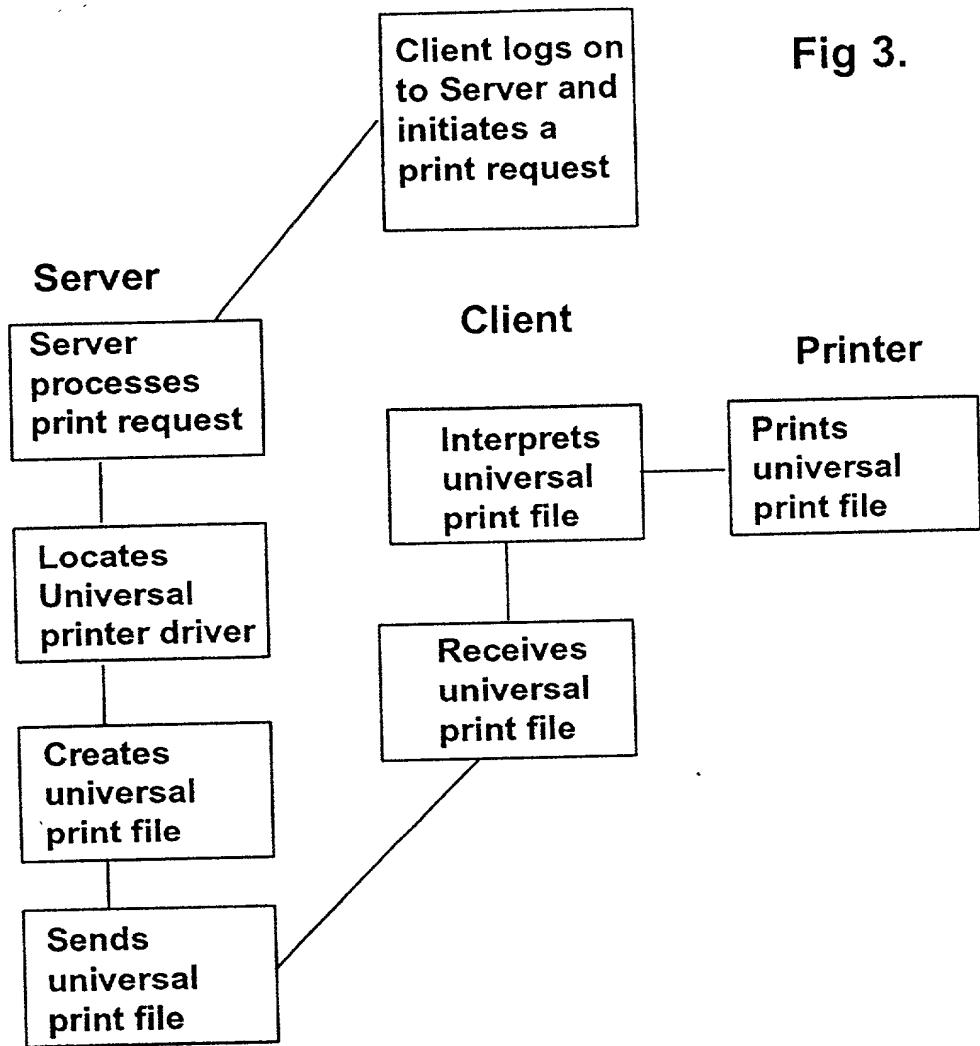 Fig 3.
Client logs on
to Server and
initiates a
print request
Server
Server
processes
print request
Locates
Universal
printer driver
Creates
universal
print file
Sends
universal
print file
Client
Receives
universal
print file
Interprets
universal
print file
Printer
Prints
universal
print file